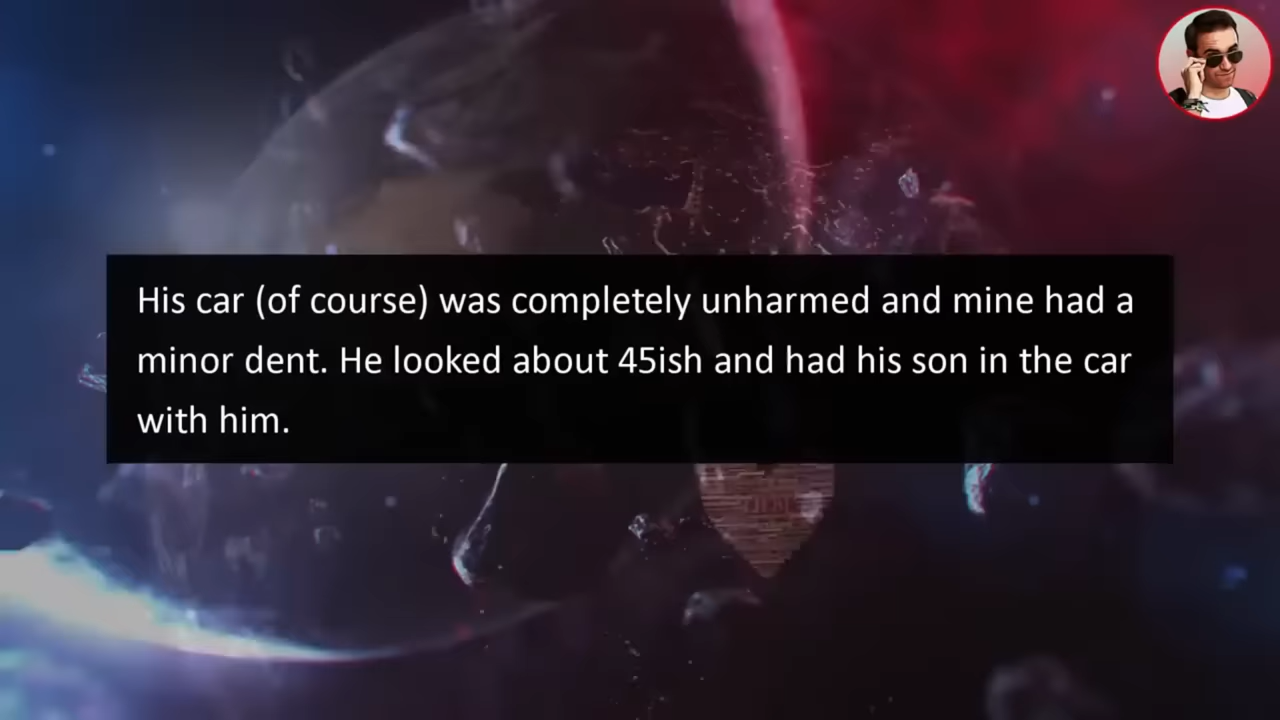 His car (of course) was completely unharmed and mine had a
minor dent. He looked about 45ish and had his son in the car
with him.